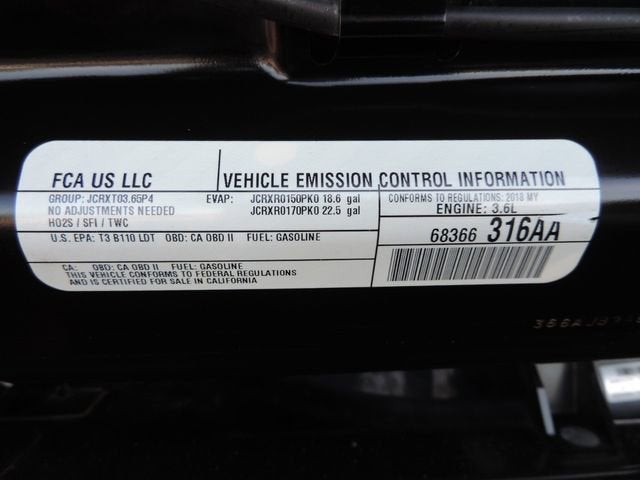 FCA US LLC
VEHICLE EMISSION CONTROL INFORMATION
GROUP: JCRXT03.65P4 EVAP: JCRXR0150PK0 18.6 gal
NO ADJUSTMENTS NEEDED JCRXR0170PK0 22.5 gal
HO2S / SFI / TWC
CONFORMS TO REGULATIONS: 2018 MY
ENGINE: 3.6L
U.S. EPA: T3 B110 LDT OBD: CA OBD II FUEL: GASOLINE
68366 316AA
CA: OBD: CA OBD II FUEL: GASOLINE
THIS VEHICLE CONFORMS TO FEDERAL REGULATIONS
AND IS CERTIFIED FOR SALE IN CALIFORNIA